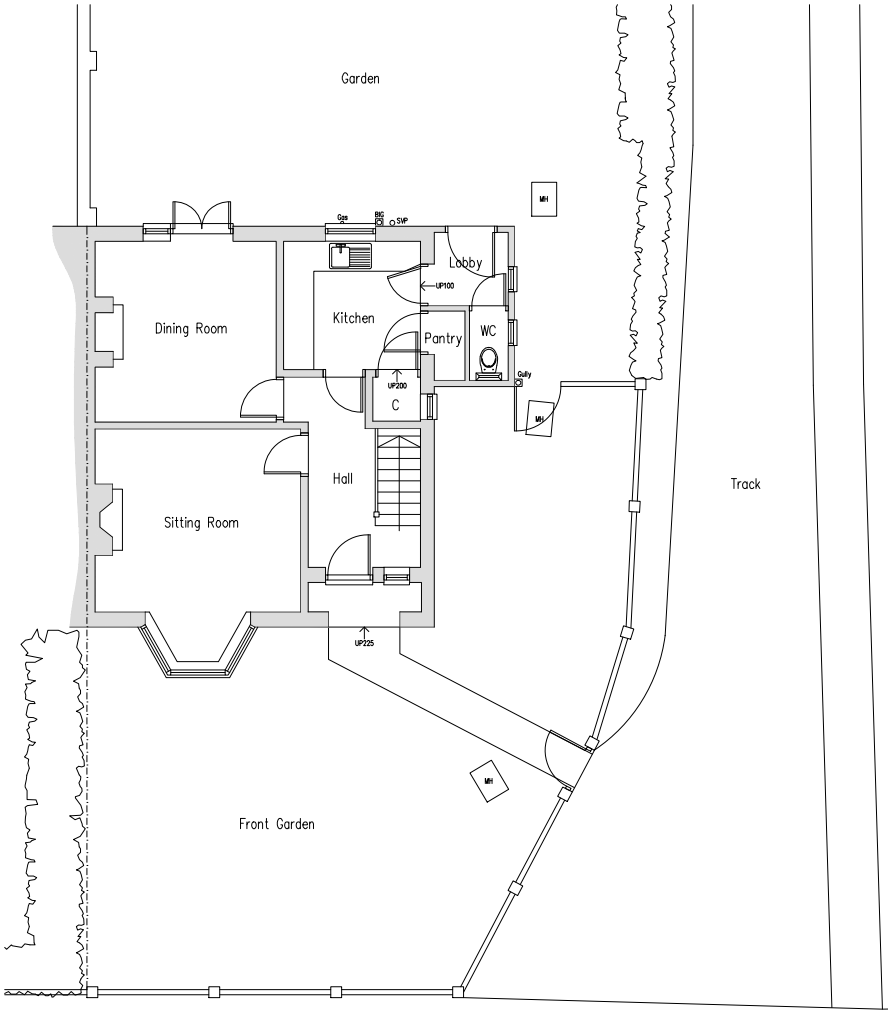 Garden
MH
Gas
BIG
SVP
Lobby
UP100
Kitchen
Dining Room
Pantry
WC
Gully
UP200
C
MH
Hall
Track
Sitting Room
UP225
MH
Front Garden